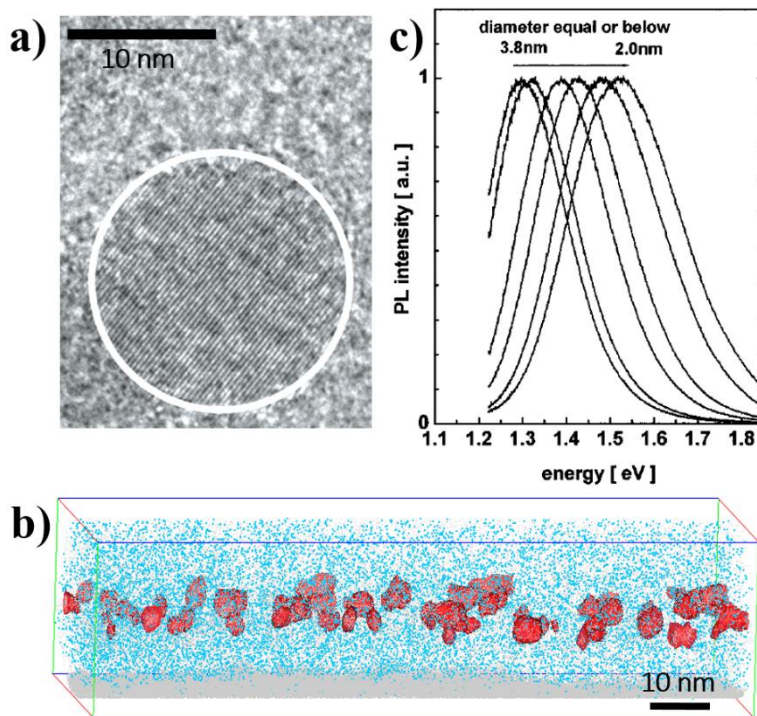 a)
10 nm
c)
diameter equal or below
3.8nm
2.0nm
1
0
PL intensity [ a.u. ]
1.1 1.2 1.3 1.4 1.5 1.6 1.7 1.8
energy [ eV ]
b)
10 nm